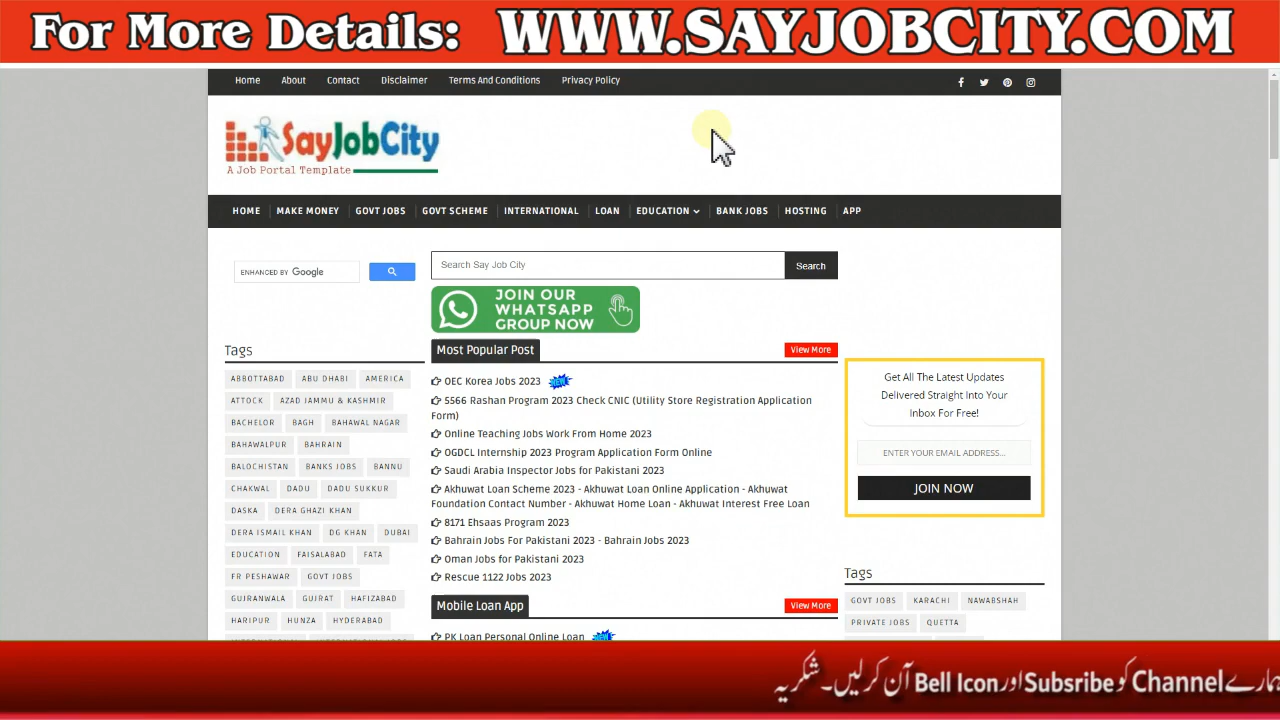 For More Details: WWW.SAYJOBCITY.COM
Home About Contact Disclaimer Terms And Conditions Privacy Policy
SayJobCity
A Job Portal Template
HOME MAKE MONEY GOVT JOBS GOVT SCHEME INTERNATIONAL LOAN EDUCATION BANK JOBS HOSTING APP
ENHANCED BY Google
Tags
ABBOTTABAD ABU DHABI AMERICA
ATTOCK AZAD JAMMU & KASHMIR
BACHELOR BAGH BAHAWAL NAGAR
BAHAWALPUR BAHRAIN
BALOCHISTAN BANKS JOBS BANNU
CHAKWAL DADU DADU SUKKUR
DASKA DERA GHAZI KHAN
DERA ISMAIL KHAN DG KHAN DUBAI
EDUCATION FAISALABAD FATA
FR PESHAWAR GOVT JOBS
GUJRANWALA GUJRAT HAFIZABAD
HARIPUR HUNZA HYDERABAD
Search Say Job City Search
JOIN OUR
WHATSAPP
GROUP NOW
Most Popular Post View More
OEC Korea Jobs 2023 NEW
5566 Rashan Program 2023 Check CNIC (Utility Store Registration Application
Form)
Online Teaching Jobs Work From Home 2023
OGDCL Internship 2023 Program Application Form Online
Saudi Arabia Inspector Jobs for Pakistani 2023
Akhuwat Loan Scheme 2023 - Akhuwat Loan Online Application - Akhuwat
Foundation Contact Number - Akhuwat Home Loan - Akhuwat Interest Free Loan
8171 Ehsaas Program 2023
Bahrain Jobs For Pakistani 2023 - Bahrain Jobs 2023
Oman Jobs for Pakistani 2023
Rescue 1122 Jobs 2023
Mobile Loan App View More
PK Loan Personal Online Loan NEW
Get All The Latest Updates
Delivered Straight Into Your
Inbox For Free!
ENTER YOUR EMAIL ADDRESS...
JOIN NOW
Tags
GOVT JOBS KARACHI NAWABSHAH
PRIVATE JOBS QUETTA
ہمارے Channel کو Subsribe اور Bell Icon آن کر لیں۔ شکریہ